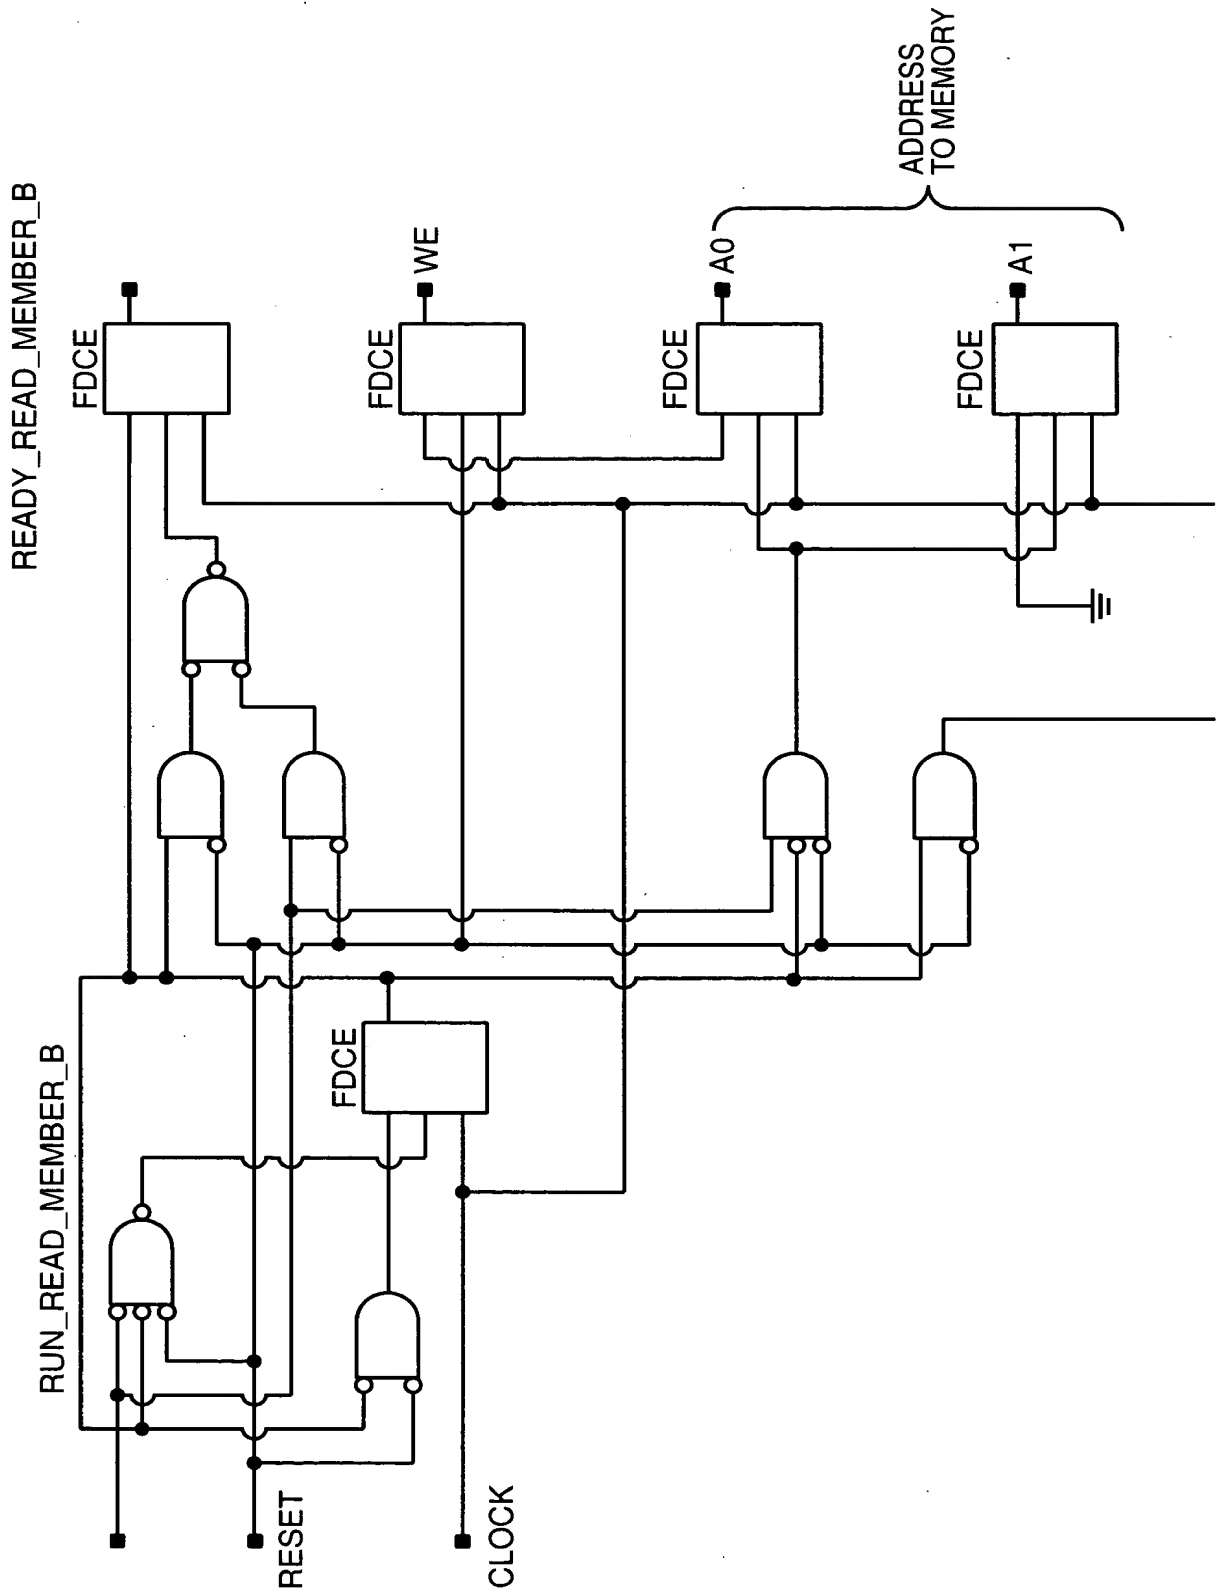 RUN_READ_MEMBER_B
READY_READ_MEMBER_B
FDCE
FDCE
WE
RESET
FDCE
CLOCK
FDCE
A0
FDCE
A1
ADDRESS
TO MEMORY